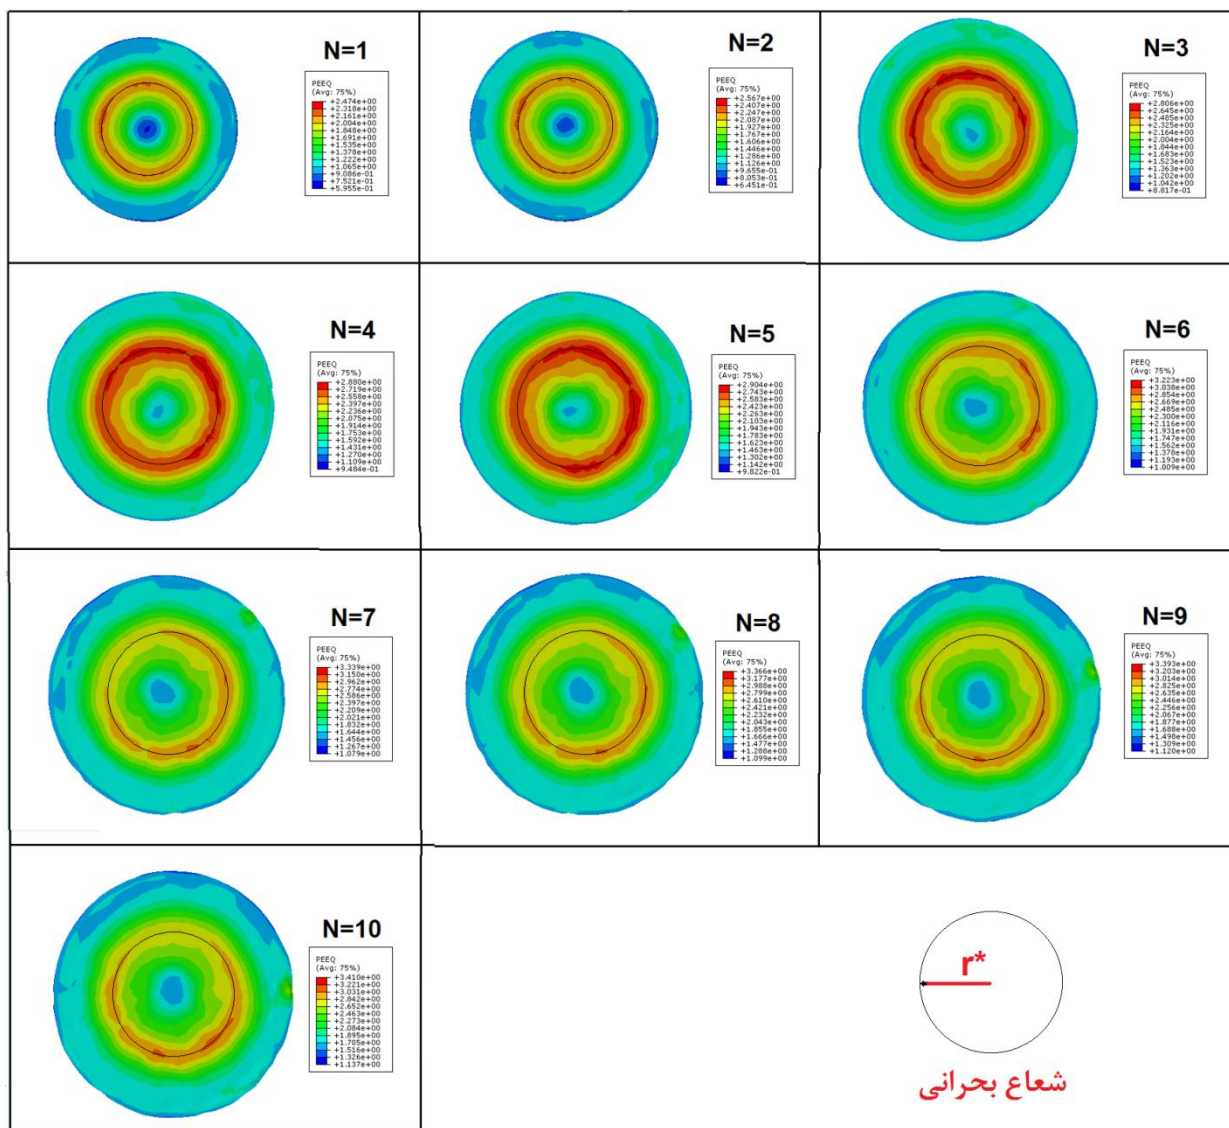 N=1
PEEQ
(Avg: 75%)
+2.474e+00
+2.318e+00
+2.161e+00
+2.004e+00
+1.848e+00
+1.691e+00
+1.535e+00
+1.378e+00
+1.222e+00
+1.065e+00
+9.086e-01
+7.521e-01
+5.955e-01
N=2
PEEQ
(Avg: 75%)
+2.567e+00
+2.407e+00
+2.247e+00
+2.087e+00
+1.927e+00
+1.767e+00
+1.606e+00
+1.446e+00
+1.286e+00
+1.126e+00
+9.655e-01
+8.053e-01
+6.451e-01
N=3
PEEQ
(Avg: 75%)
+2.806e+00
+2.645e+00
+2.485e+00
+2.325e+00
+2.164e+00
+2.004e+00
+1.844e+00
+1.683e+00
+1.523e+00
+1.363e+00
+1.202e+00
+1.042e+00
+8.817e-01
N=4
PEEQ
(Avg: 75%)
+2.880e+00
+2.719e+00
+2.558e+00
+2.397e+00
+2.236e+00
+2.075e+00
+1.914e+00
+1.753e+00
+1.592e+00
+1.431e+00
+1.270e+00
+1.109e+00
+9.484e-01
N=5
PEEQ
(Avg: 75%)
+2.904e+00
+2.743e+00
+2.583e+00
+2.423e+00
+2.263e+00
+2.103e+00
+1.943e+00
+1.783e+00
+1.623e+00
+1.463e+00
+1.302e+00
+1.142e+00
+9.822e-01
N=6
PEEQ
(Avg: 75%)
+3.223e+00
+3.038e+00
+2.854e+00
+2.669e+00
+2.485e+00
+2.300e+00
+2.116e+00
+1.931e+00
+1.747e+00
+1.562e+00
+1.378e+00
+1.193e+00
+1.009e+00
N=7
PEEQ
(Avg: 75%)
+3.339e+00
+3.150e+00
+2.962e+00
+2.774e+00
+2.586e+00
+2.397e+00
+2.209e+00
+2.021e+00
+1.832e+00
+1.644e+00
+1.456e+00
+1.267e+00
+1.079e+00
N=8
PEEQ
(Avg: 75%)
+3.366e+00
+3.177e+00
+2.988e+00
+2.799e+00
+2.610e+00
+2.421e+00
+2.232e+00
+2.043e+00
+1.855e+00
+1.666e+00
+1.477e+00
+1.288e+00
+1.099e+00
N=9
PEEQ
(Avg: 75%)
+3.393e+00
+3.203e+00
+3.014e+00
+2.825e+00
+2.635e+00
+2.446e+00
+2.256e+00
+2.067e+00
+1.877e+00
+1.688e+00
+1.498e+00
+1.309e+00
+1.120e+00
N=10
PEEQ
(Avg: 75%)
+3.410e+00
+3.221e+00
+3.031e+00
+2.842e+00
+2.652e+00
+2.463e+00
+2.273e+00
+2.084e+00
+1.895e+00
+1.705e+00
+1.516e+00
+1.326e+00
+1.137e+00
r*
شعاع بحرانی